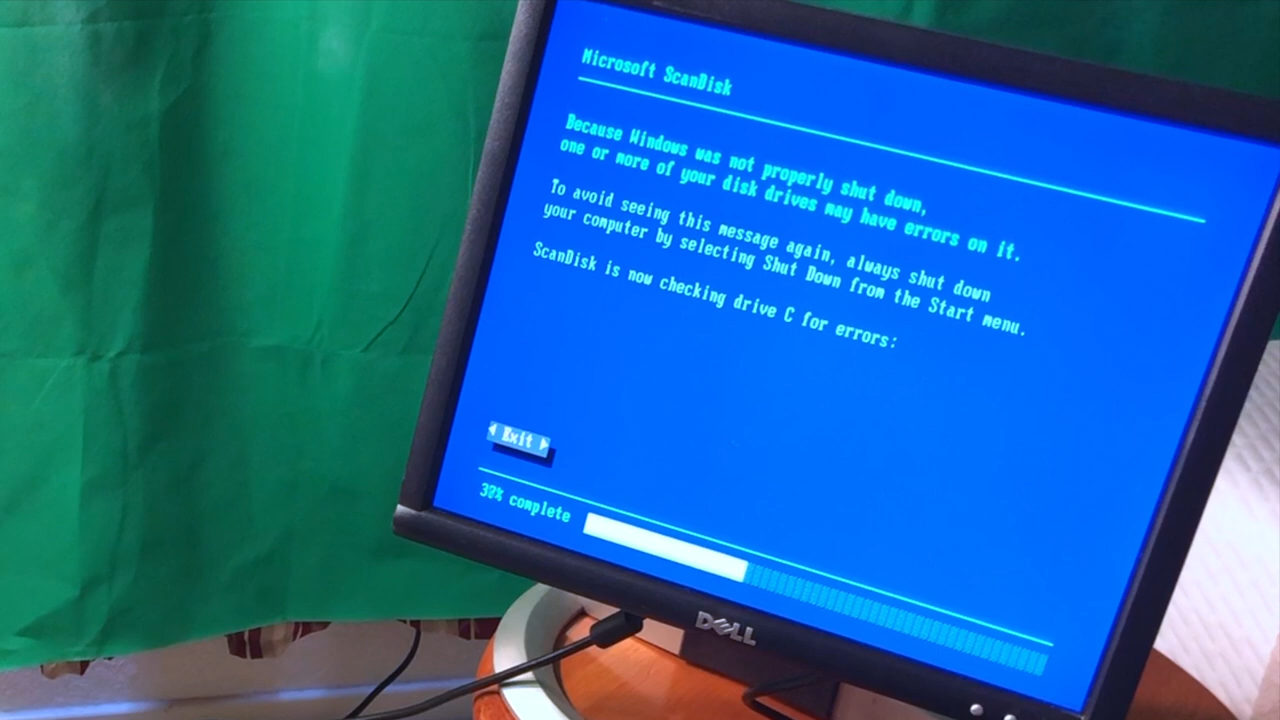 Microsoft ScanDisk
Because Windows was not properly shut down,
one or more of your disk drives may have errors on it.
To avoid seeing this message again, always shut down
your computer by selecting Shut Down from the Start menu.
ScanDisk is now checking drive C for errors:
◄ Exit ►
30% complete
DELL